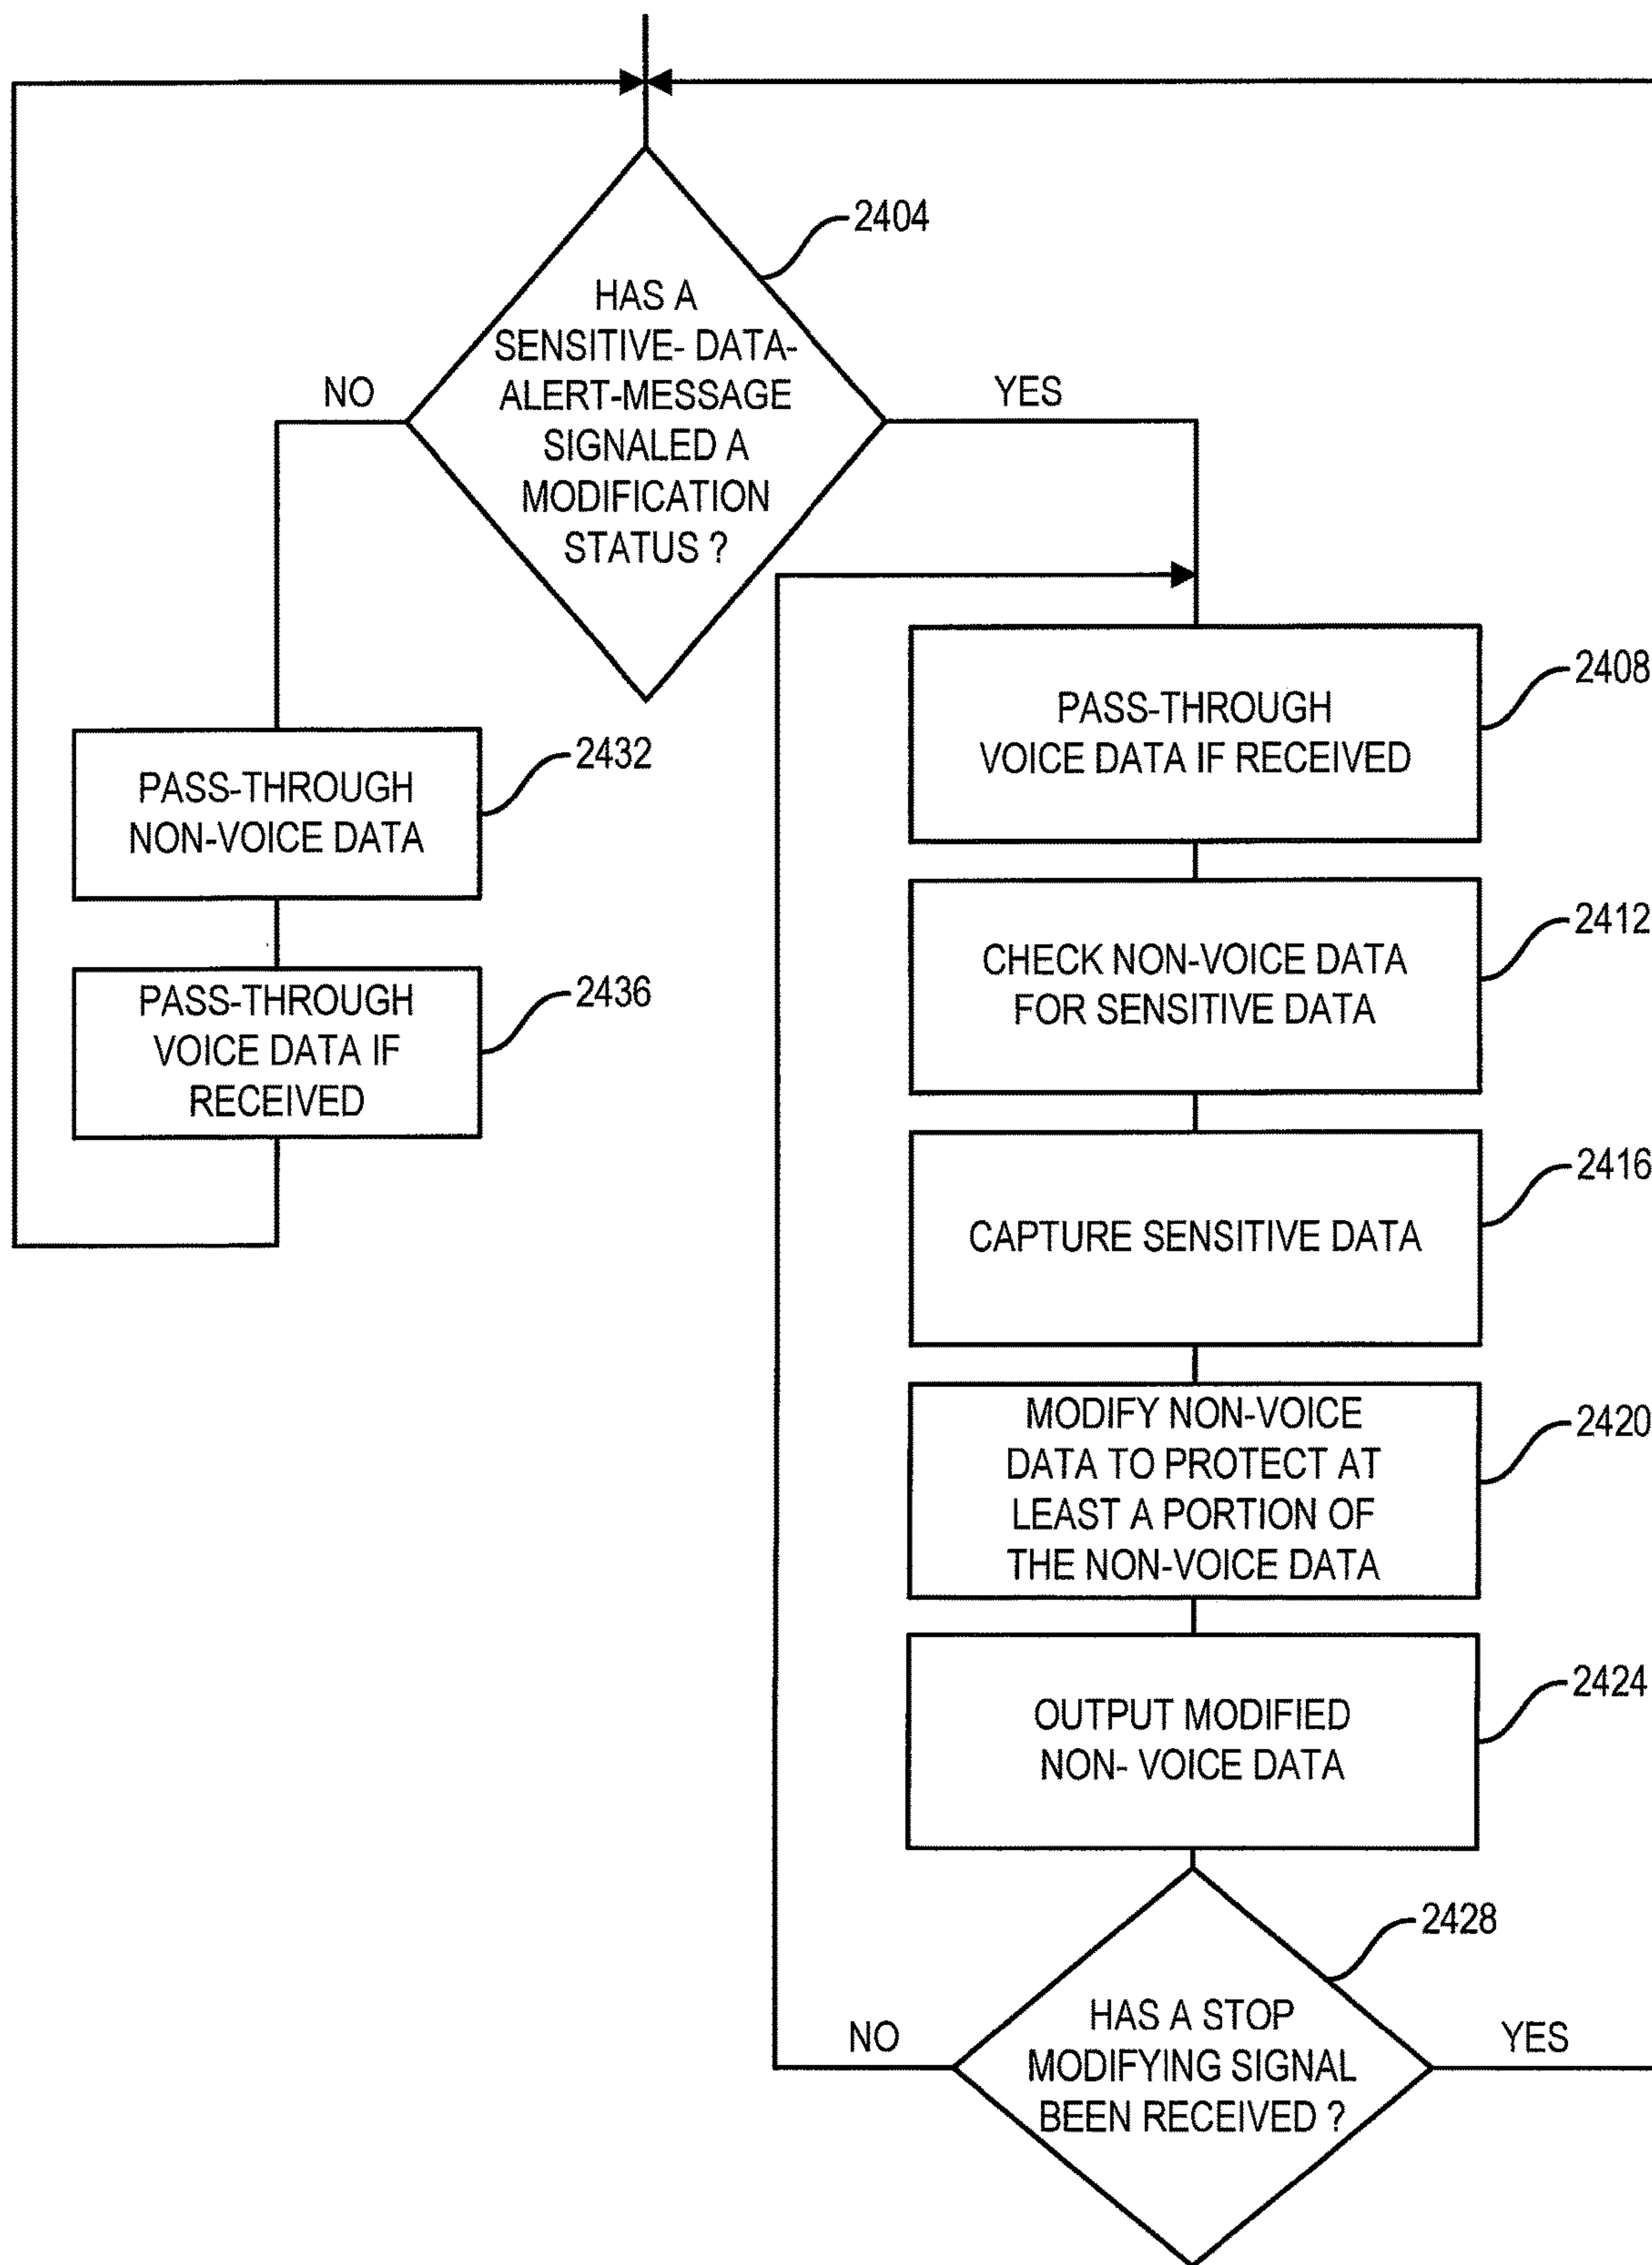 2404
HAS A
SENSITIVE- DATA-
ALERT-MESSAGE
SIGNALED A
MODIFICATION
STATUS ?
NO
YES
2432
PASS-THROUGH
NON-VOICE DATA
2436
PASS-THROUGH
VOICE DATA IF
RECEIVED
2408
PASS-THROUGH
VOICE DATA IF RECEIVED
2412
CHECK NON-VOICE DATA
FOR SENSITIVE DATA
2416
CAPTURE SENSITIVE DATA
2420
MODIFY NON-VOICE
DATA TO PROTECT AT
LEAST A PORTION OF
THE NON-VOICE DATA
2424
OUTPUT MODIFIED
NON- VOICE DATA
2428
HAS A STOP
MODIFYING SIGNAL
BEEN RECEIVED ?
NO
YES